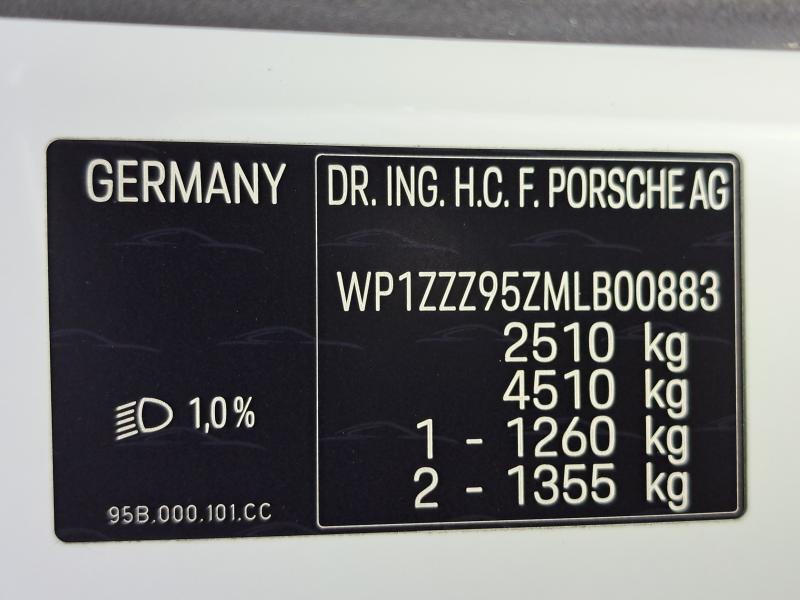 GERMANY
1,0%
95B.000.101.CC
DR. ING. H.C. F. PORSCHE AG
WP1ZZZ95ZMLB00883
2510 kg
4510 kg
1 - 1260 kg
2 - 1355 kg